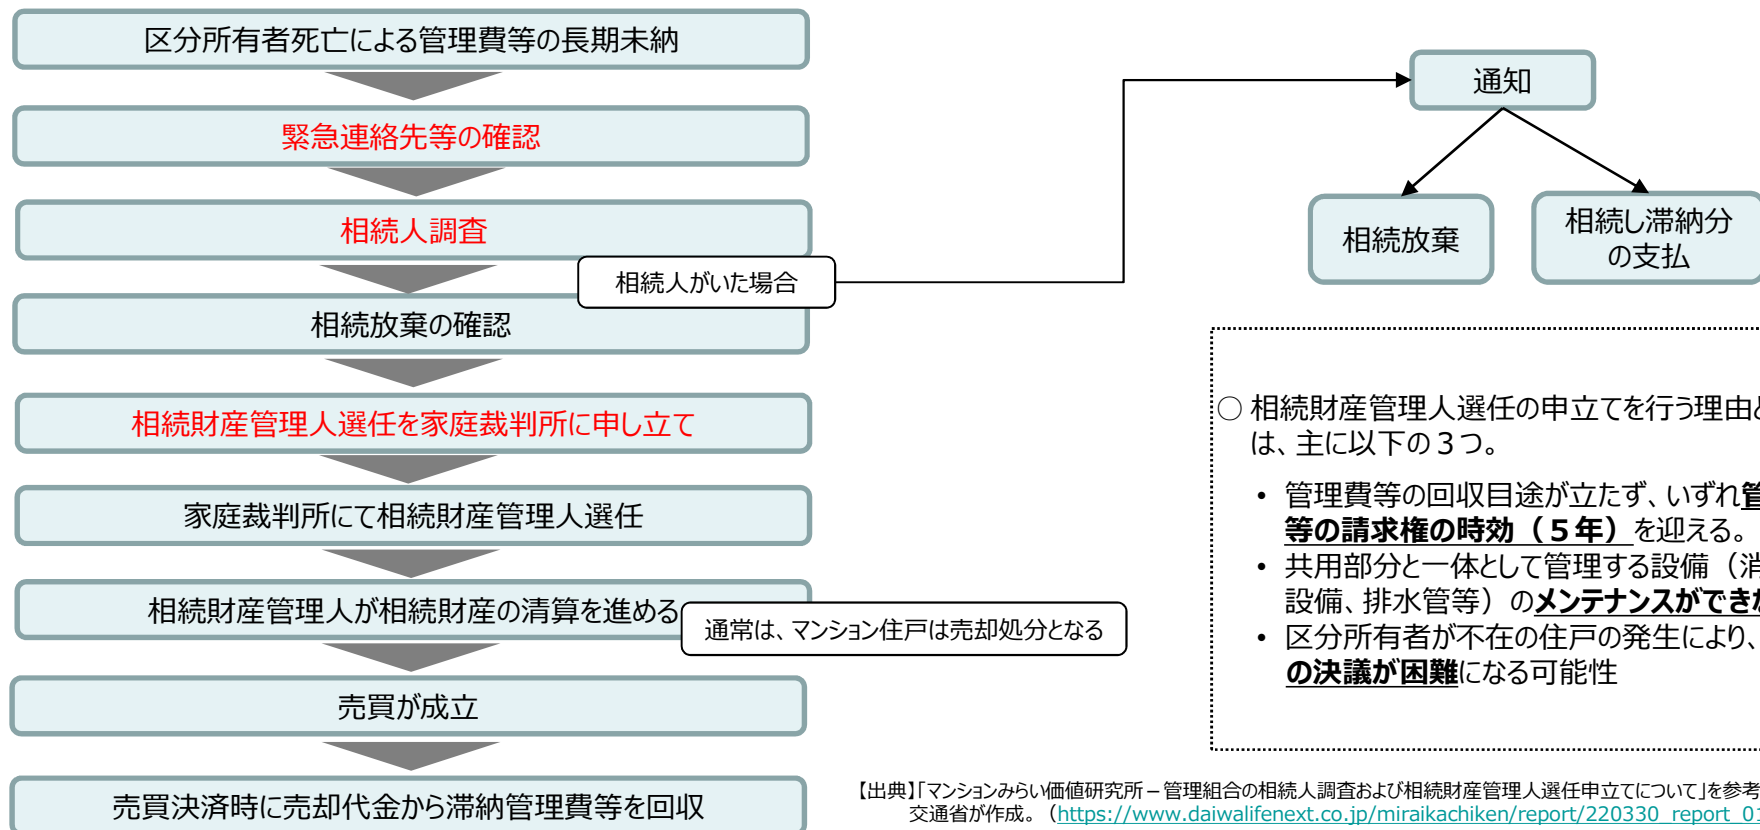 区分所有者死亡による管理費等の長期未納
緊急連絡先等の確認
相続人調査
相続人がいた場合
相続放棄の確認
相続財産管理人選任を家庭裁判所に申し立て
家庭裁判所にて相続財産管理人選任
相続財産管理人が相続財産の清算を進める
通常は、マンション住戸は売却処分となる
売買が成立
売買決済時に売却代金から滞納管理費等を回収
通知
相続放棄
相続し滞納分
の支払
○ 相続財産管理人選任の申立てを行う理由と
は、主に以下の３つ。
• 管理費等の回収目途が立たず、いずれ管
等の請求権の時効（５年）を迎える。
• 共用部分と一体として管理する設備（消
設備、排水管等）のメンテナンスができな
• 区分所有者が不在の住戸の発生により、
の決議が困難になる可能性
【出典】「マンションみらい価値研究所－管理組合の相続人調査および相続財産管理人選任申立てについて」を参考
交通省が作成。（https://www.daiwalifenext.co.jp/miraikachiken/report/220330_report_01